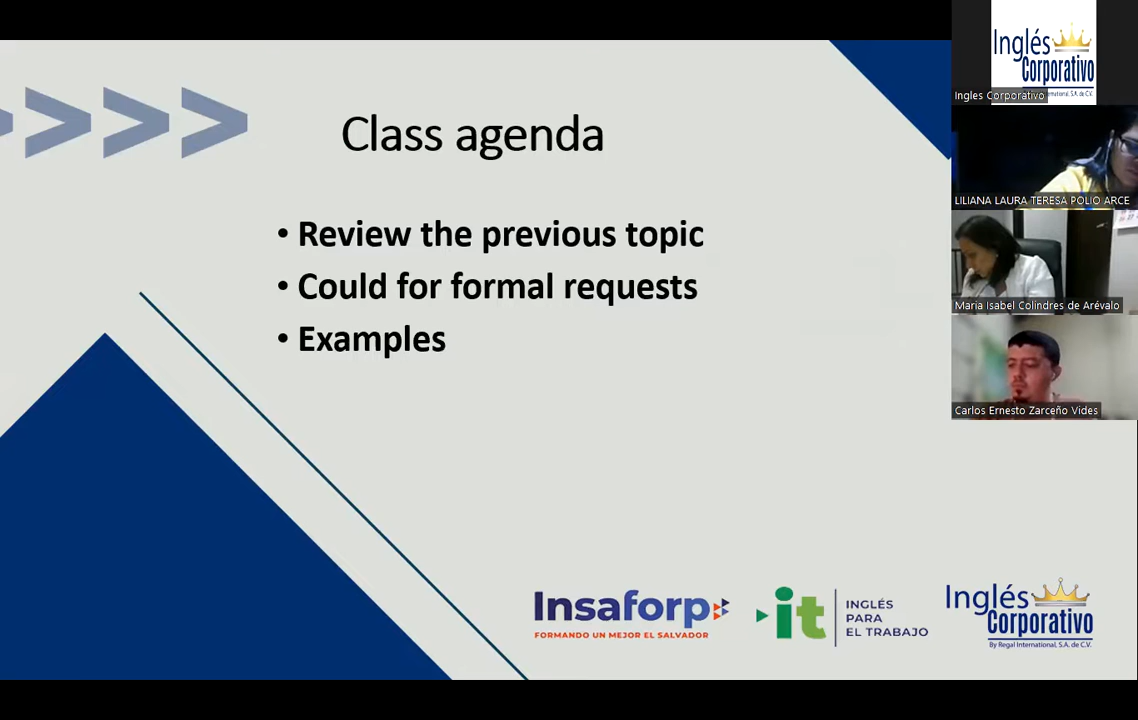 Class agenda
• Review the previous topic
• Could for formal requests
• Examples
Insaforp
FORMANDO UN MEJOR EL SALVADOR
it
INGLÉS
PARA
EL TRABAJO
Inglés
Corporativo
By Regal International, S.A. de C.V.
Inglés
Corporativo
International, S.A. de C.V.
Ingles Corporativo
LILIANA LAURA TERESA POLIO ARCE
Maria Isabel Colindres de Arévalo
Carlos Ernesto Zarceño Vides